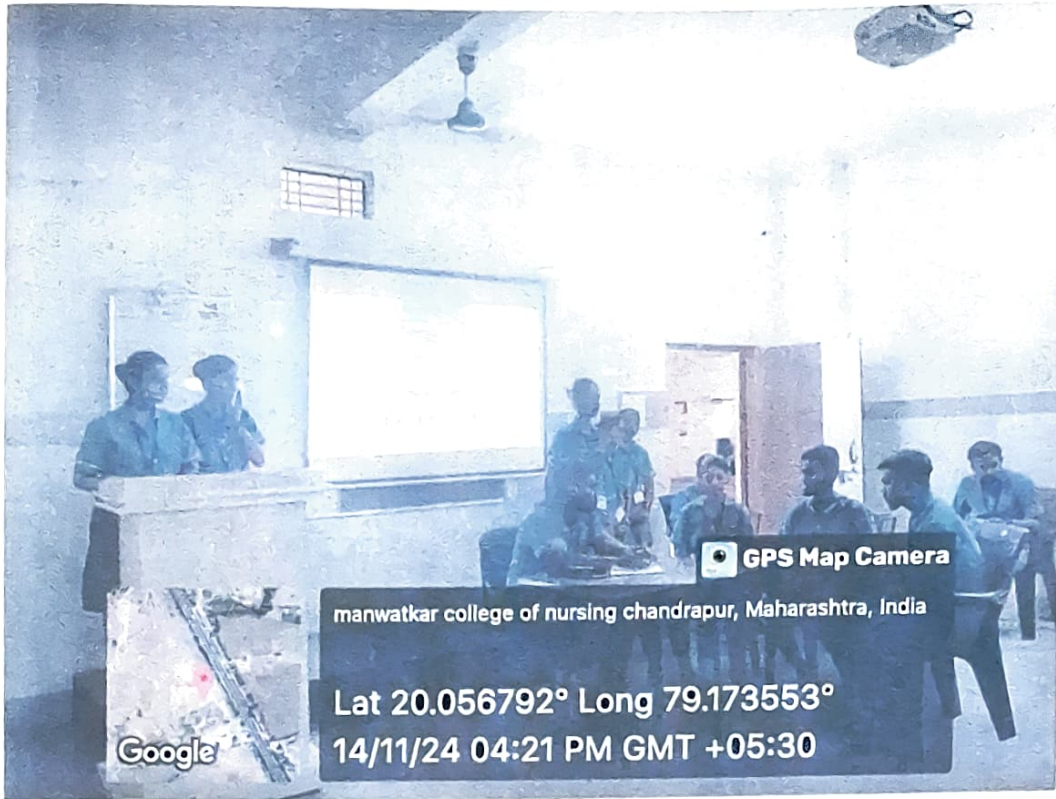 GPS Map Camera
manwatkar college of nursing chandrapur, Maharashtra, India
Lat 20.056792° Long 79.173553°
14/11/24 04:21 PM GMT +05:30
Google